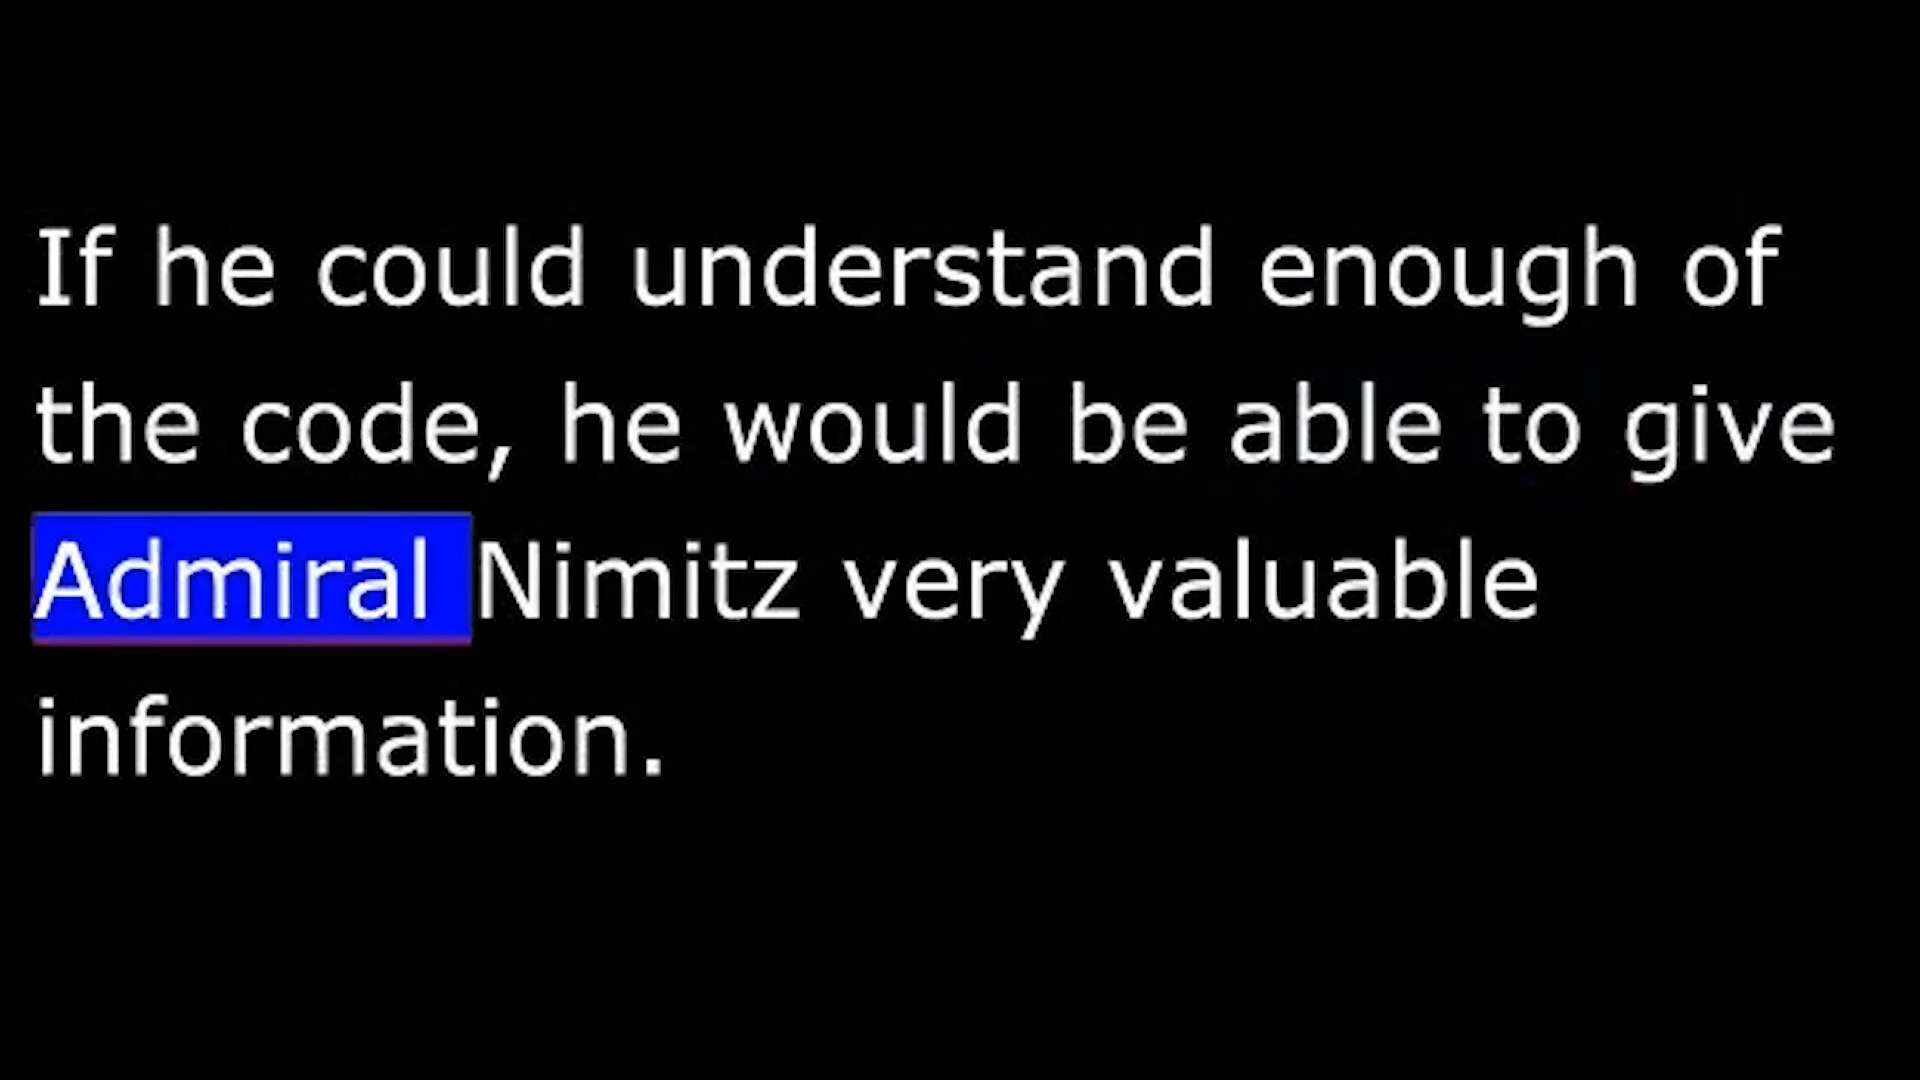 If he could understand enough of
the code, he would be able to give
Admiral Nimitz very valuable
information.